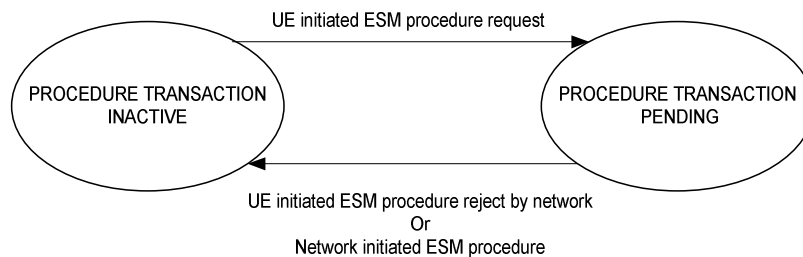 UE initiated ESM procedure request
PROCEDURE TRANSACTION
INACTIVE
PROCEDURE TRANSACTION
PENDING
UE initiated ESM procedure reject by network
Or
Network initiated ESM procedure